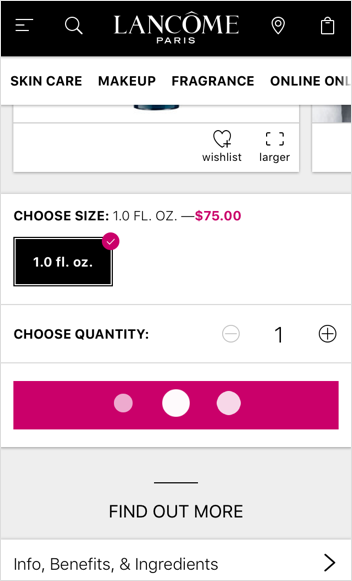 LANCÔME
PARIS
SKIN CARE MAKEUP FRAGRANCE ONLINE
wishlist larger
CHOOSE SIZE: 1.0 FL. OZ. —$75.00
1.0 fl. oz.
CHOOSE QUANTITY: 1
FIND OUT MORE
Info, Benefits, & Ingredients